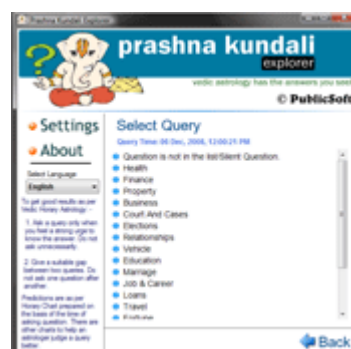 Prashna Kundali Explorer
prashna kundali
explorer
vedic astrology has the answers you seek
© PublicSoft
Settings
About
Select Language
English
To get good results as per
Vedic Horary Astrology :-
1. Ask a query only when
you feel a strong urge to
know the answer. Do not
ask unnecessarily.
2. Give a suitable gap
between two queries. Do
not ask one question after
another.
Predictions are as per
Horary Chart prepared on
the basis of the time of
asking question. There are
other charts to help an
astrologer judge a query
better.
Select Query
Query Time: 06 Dec, 2008, 12:00:21 PM
Question is not in the list/Silent Question.
Health
Finance
Property
Business
Court And Cases
Elections
Relationships
Vehicle
Education
Marriage
Job & Career
Loans
Travel
Fortune
Back